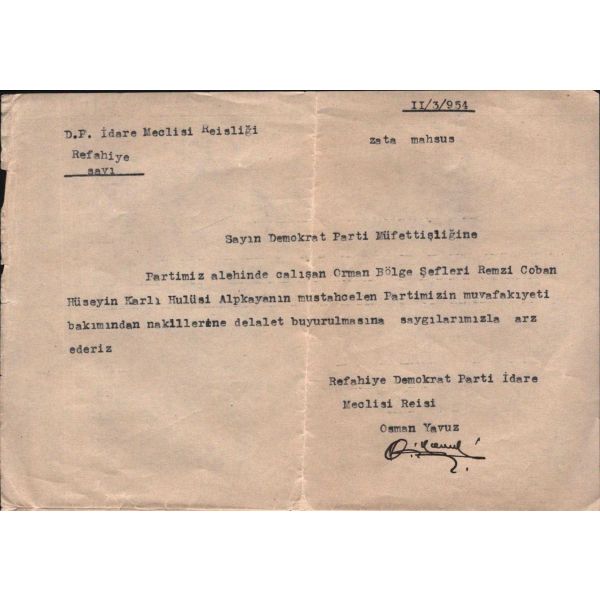 II/3/954
D.P. İdare Meclisi Reisliği
zata mahsus
Refahiye
sayı
Sayın Demokrat Parti Müfettişliğine
Partimiz alehinde calışan Orman Bölge Şefleri Remzi Coban
Hüseyin Karlı Hulüsi Alpkayanın mustahcelen Partimizin muvafakıyeti
bakımından nakillerine delalet buyurulmasına saygılarımızla arz
ederiz
Refahiye Demokrat Parti İdare
Meclisi Reisi
Osman Yavuz